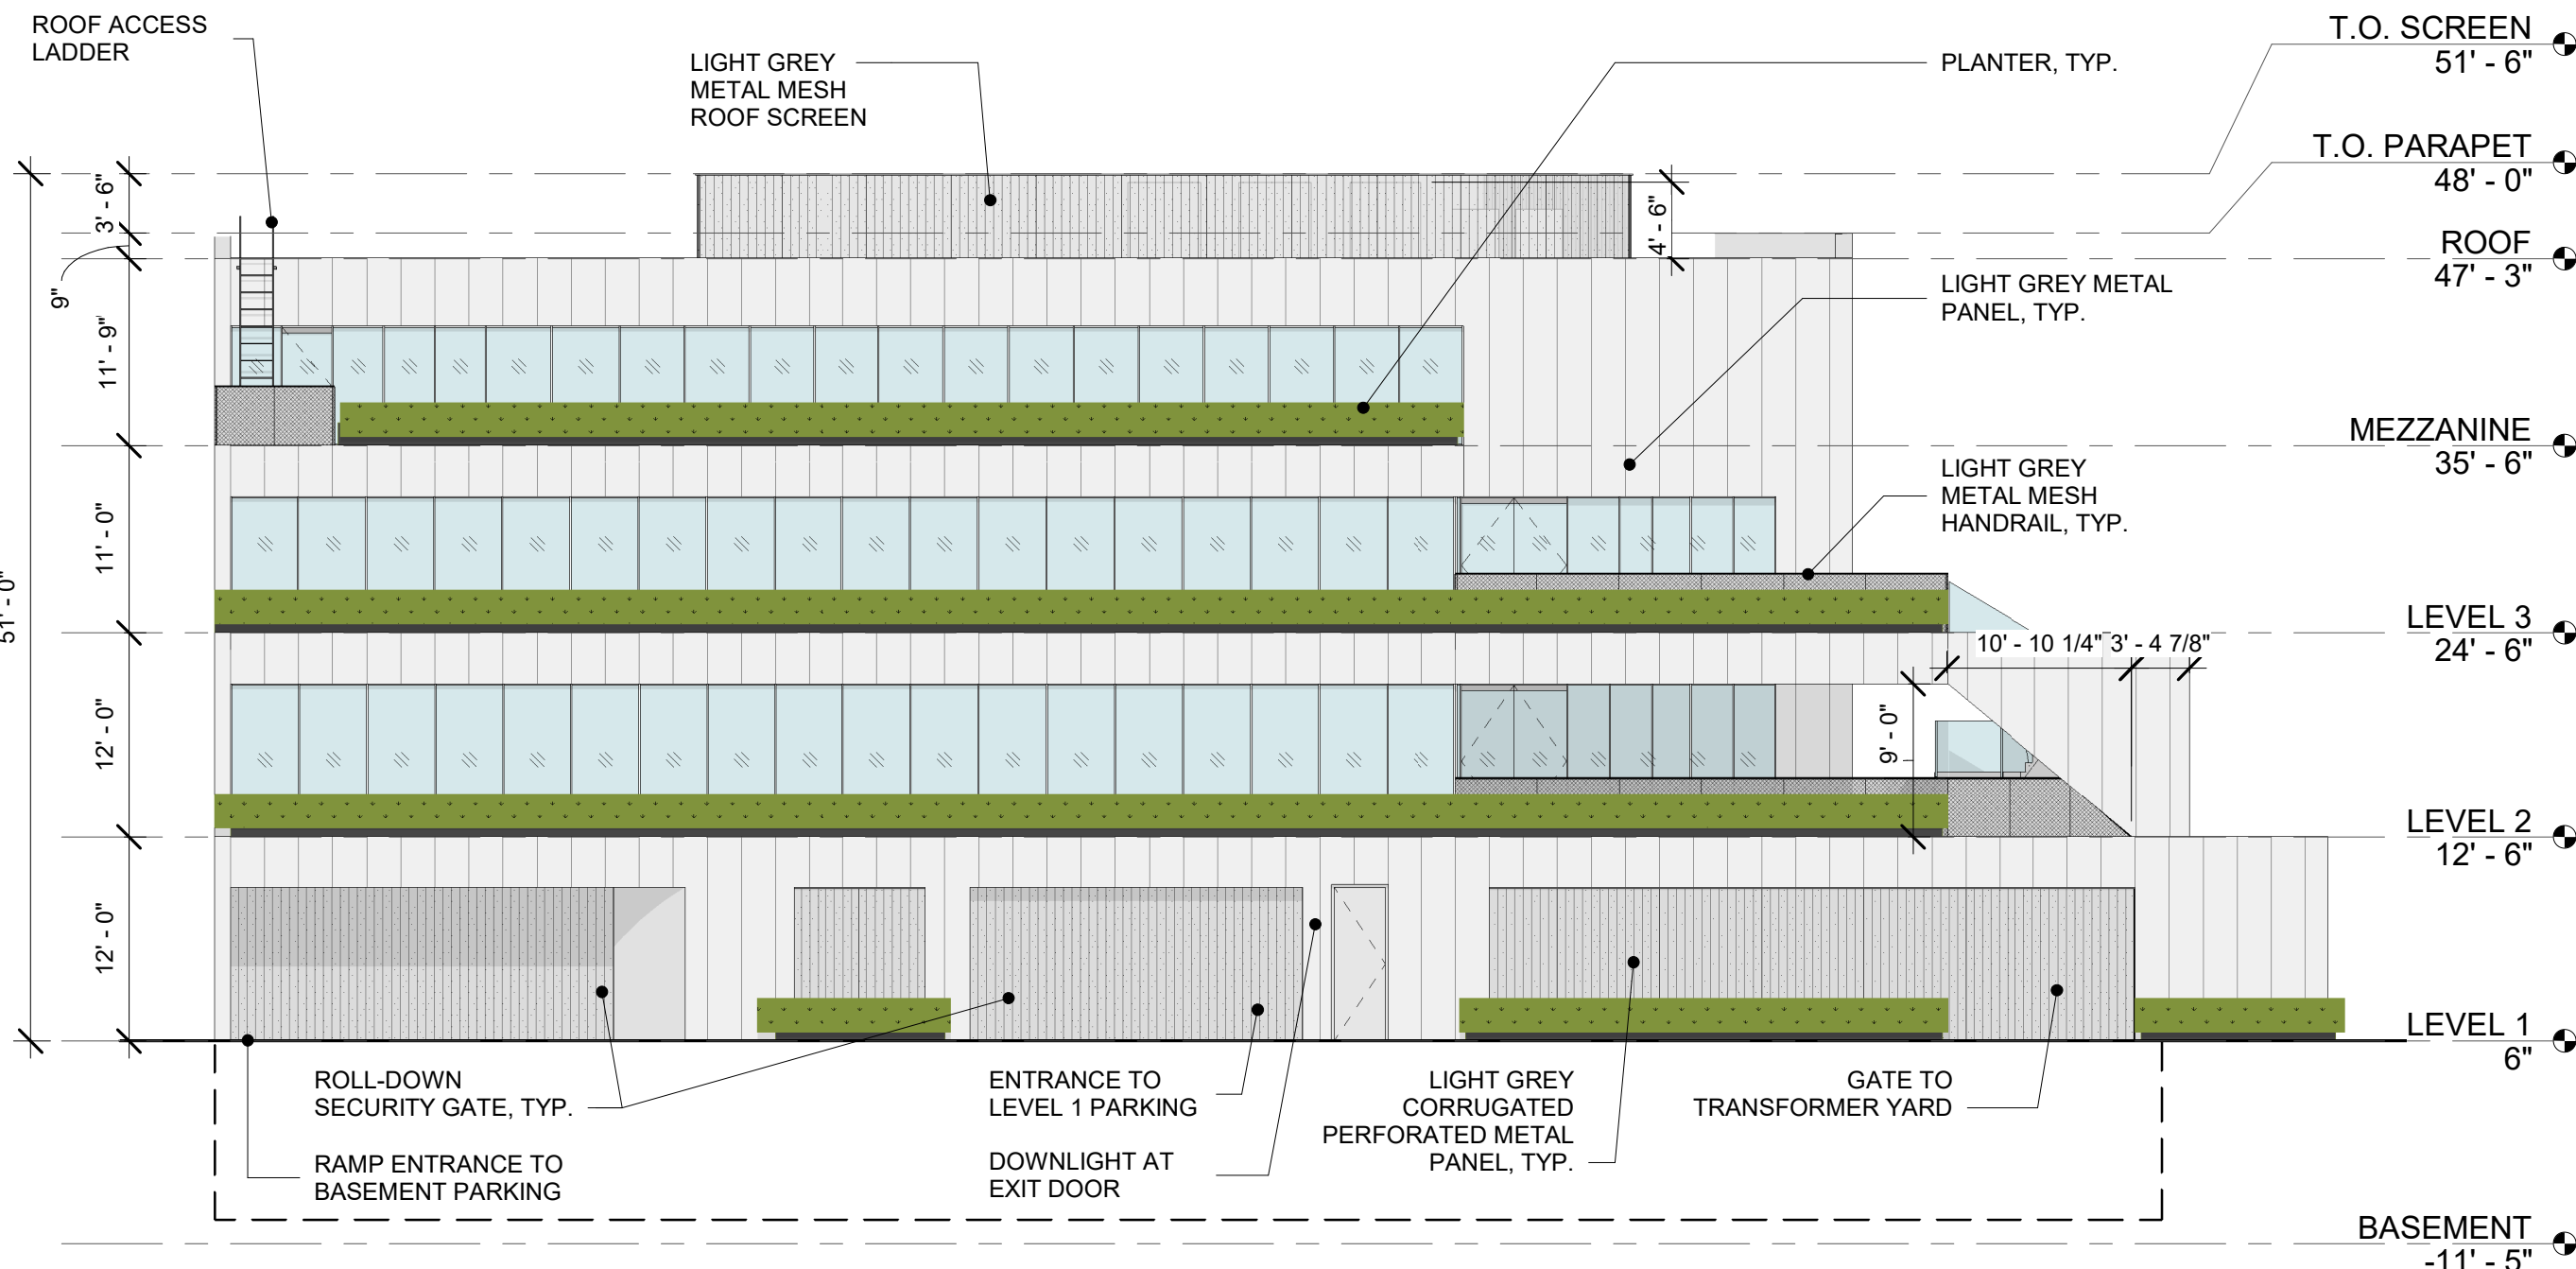 ROOF ACCESS
LADDER
LIGHT GREY
METAL MESH
ROOF SCREEN
PLANTER, TYP.
T.O. SCREEN
51' - 6"
T.O. PARAPET
48' - 0"
ROOF
47' - 3"
3' - 6"
4' - 6"
9"
LIGHT GREY METAL
PANEL, TYP.
11' - 9"
MEZZANINE
35' - 6"
LIGHT GREY
METAL MESH
HANDRAIL, TYP.
11' - 0"
51' - 0"
LEVEL 3
24' - 6"
10' - 10 1/4"
3' - 4 7/8"
12' - 0"
9' - 0"
LEVEL 2
12' - 6"
12' - 0"
LEVEL 1
6"
ROLL-DOWN
SECURITY GATE, TYP.
RAMP ENTRANCE TO
BASEMENT PARKING
ENTRANCE TO
LEVEL 1 PARKING
DOWNLIGHT AT
EXIT DOOR
LIGHT GREY
CORRUGATED
PERFORATED METAL
PANEL, TYP.
GATE TO
TRANSFORMER YARD
BASEMENT
-11' - 5"